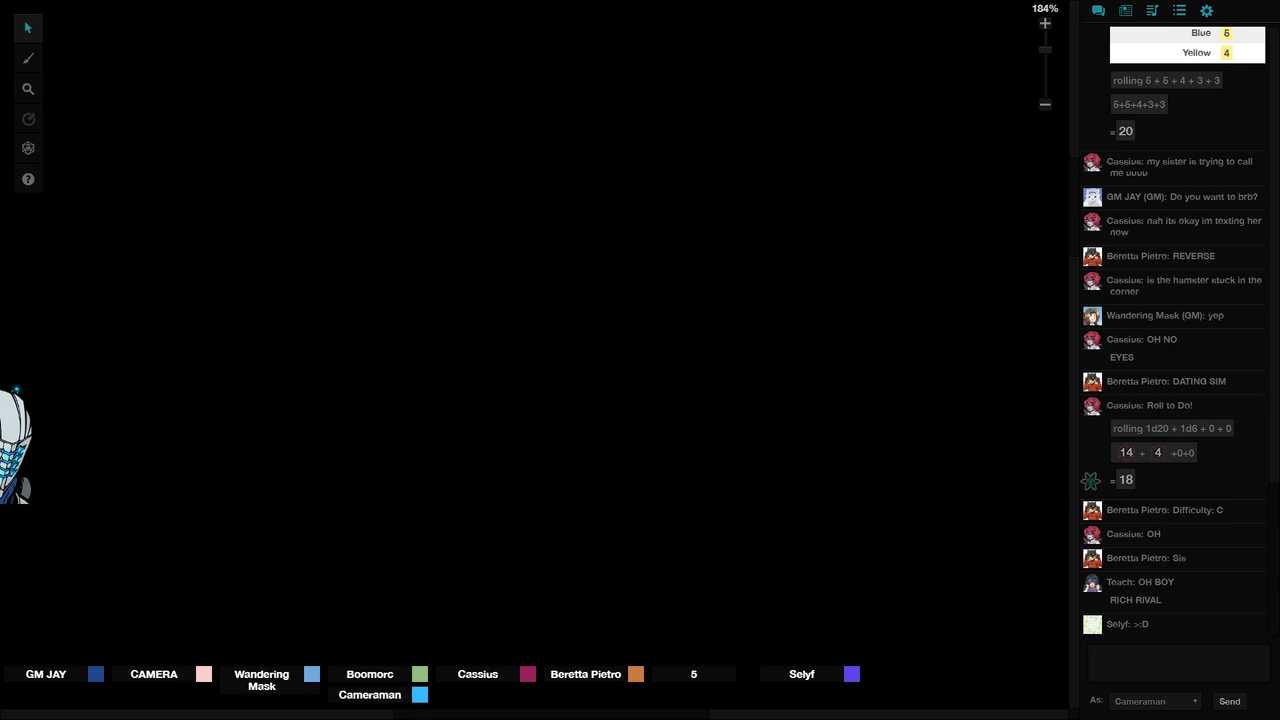 184%
Blue 5
Yellow 4
rolling 5 + 5 + 4 + 3 + 3
5+5+4+3+3
= 20
Cassius: my sister is trying to call
me uuuu
GM JAY (GM): Do you want to brb?
Cassius: nah its okay im texting her
now
Beretta Pietro: REVERSE
Cassius: is the hamster stuck in the
corner
Wandering Mask (GM): yep
Cassius: OH NO
EYES
Beretta Pietro: DATING SIM
Cassius: Roll to Do!
rolling 1d20 + 1d6 + 0 + 0
14 + 4 +0+0
= 18
Beretta Pietro: Difficulty: C
Cassius: OH
Beretta Pietro: Sis
Teach: OH BOY
RICH RIVAL
Selyf: >:D
GM JAY
CAMERA
Wandering
Mask
Boomorc
Cassius
Beretta Pietro
5
Selyf
Cameraman
As: Cameraman Send